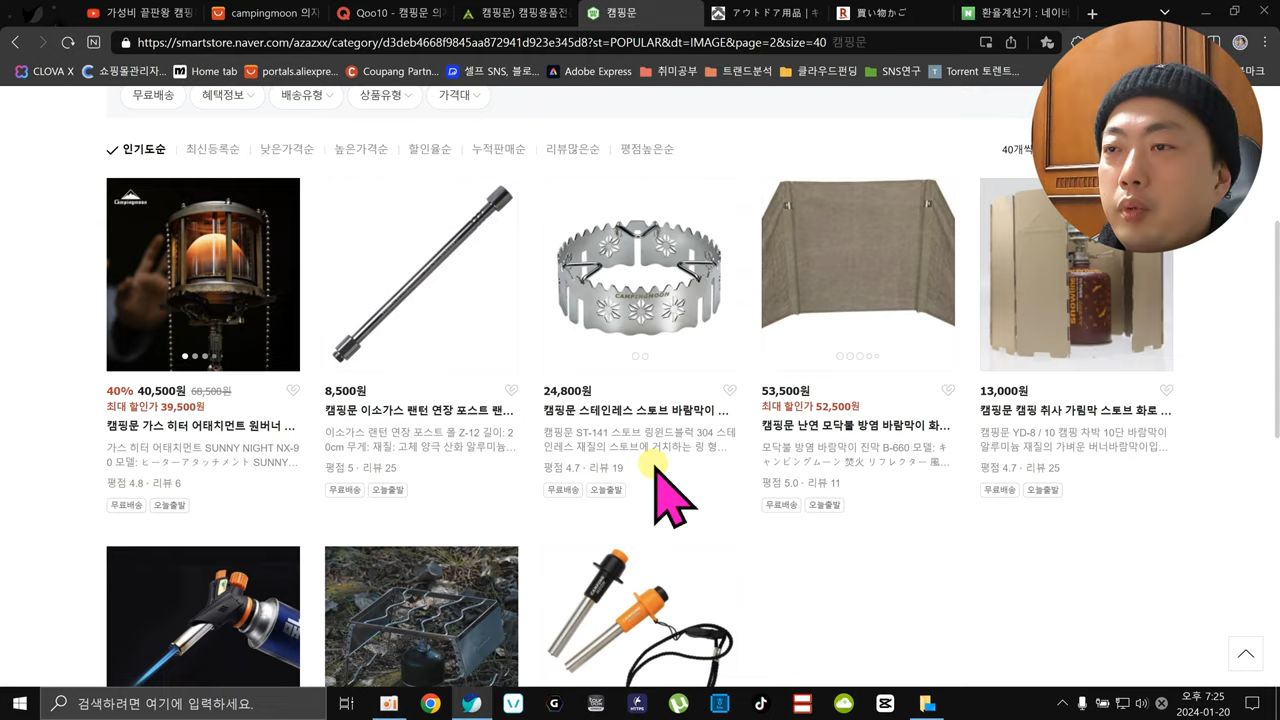 가성비 끝판왕 캠핑
campingmoon 의자
Qoo10 - 캠핑문 의지
캠핑문) 캠핑용품전
캠핑문
アウトドア用品 | キ
買い物かご
환율계산기 : 네이버
https://smartstore.naver.com/azazxx/category/d3deb4668f9845aa872941d923e345d8?st=POPULAR&dt=IMAGE&page=2&size=40 캠핑문
CLOVA X
쇼핑몰관리자...
Home tab
portals.aliexpre...
Coupang Partn...
셀프 SNS, 블로...
Adobe Express
취미공부
트랜드분석
클라우드펀딩
SNS연구
Torrent 토렌트...
무료배송
혜택정보
배송유형
상품유형
가격대
인기도순
최신등록순
낮은가격순
높은가격순
할인율순
누적판매순
리뷰많은순
평점높은순
40개씩
Campingmoon
CAMPINGMOON
40% 40,500원 68,500원
최대 할인가 39,500원
캠핑문 가스 히터 어태치먼트 원버너 ...
가스 히터 어태치먼트 SUNNY NIGHT NX-9
0 모델: ヒーターアタッチメント SUNNY...
평점 4.8 · 리뷰 6
무료배송 오늘출발
8,500원
캠핑문 이소가스 랜턴 연장 포스트 랜...
이소가스 랜턴 연장 포스트 폴 Z-12 길이: 2
0cm 무게: 재질: 고체 양극 산화 알루미늄...
평점 5 · 리뷰 25
무료배송 오늘출발
24,800원
캠핑문 스테인레스 스토브 바람막이 ...
캠핑문 ST-141 스토브 링윈드블럭 304 스테
인레스 재질의 스토브에 거치하는 링 형...
평점 4.7 · 리뷰 19
무료배송 오늘출발
53,500원
최대 할인가 52,500원
캠핑문 난연 모닥불 방염 바람막이 화...
모닥불 방염 바람막이 진막 B-660 모델: キ
ャンピングムーン 焚火 リフレクター 風...
평점 5.0 · 리뷰 11
무료배송 오늘출발
13,000원
캠핑문 캠핑 취사 가림막 스토브 화로 ...
캠핑문 YD-8 / 10 캠핑 차박 10단 바람막이
알루미늄 재질의 가벼운 버너바람막이입...
평점 4.7 · 리뷰 25
무료배송 오늘출발
검색하려면 여기에 입력하세요.
오후 7:25
2024-01-20